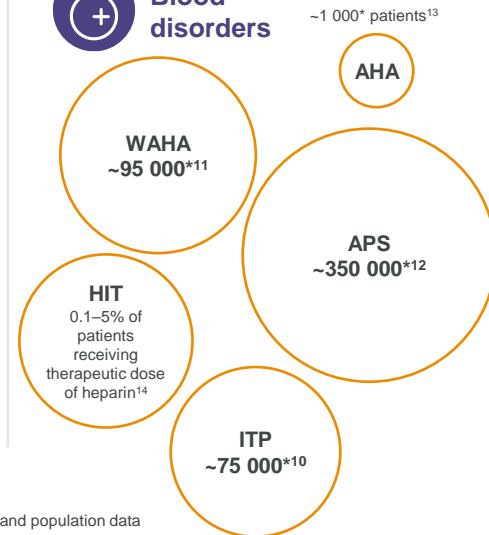 Blood
disorders
~1 000* patients¹³
AHA
WAHA
~95 000*¹¹
APS
~350 000*¹²
HIT
0.1–5% of
patients
receiving
therapeutic dose
of heparin¹⁴
ITP
~75 000*¹⁰
and population data